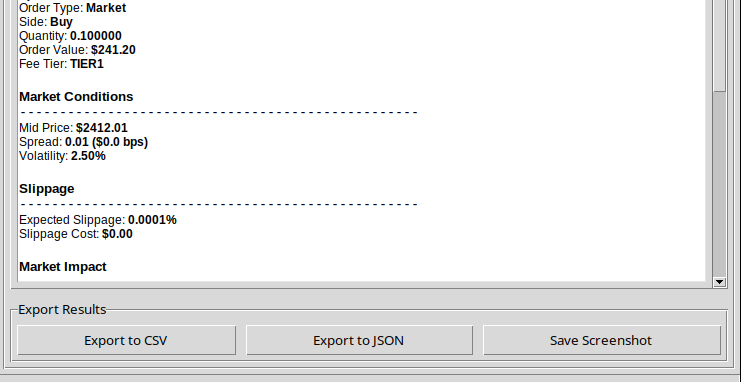 Order Type: Market
Side: Buy
Quantity: 0.100000
Order Value: $241.20
Fee Tier: TIER1
Market Conditions
--------------------------------------------------
Mid Price: $2412.01
Spread: 0.01 ($0.0 bps)
Volatility: 2.50%
Slippage
--------------------------------------------------
Expected Slippage: 0.0001%
Slippage Cost: $0.00
Market Impact
Export Results
Export to CSV
Export to JSON
Save Screenshot